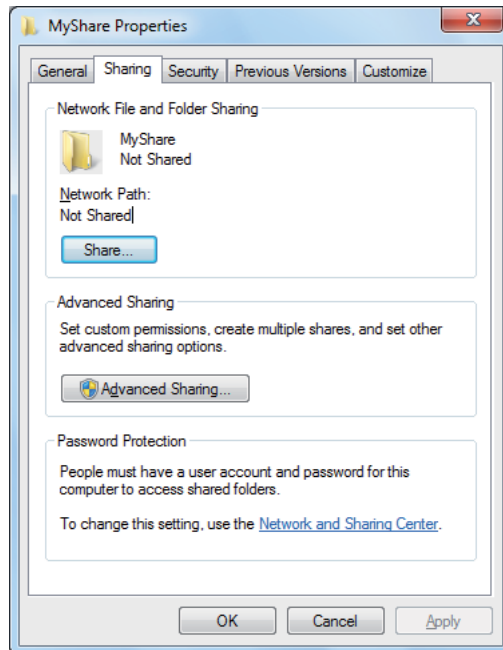 MyShare Properties
General Sharing Security Previous Versions Customize
Network File and Folder Sharing
MyShare
Not Shared
Network Path:
Not Shared
Share...
Advanced Sharing
Set custom permissions, create multiple shares, and set other
advanced sharing options.
Advanced Sharing...
Password Protection
People must have a user account and password for this
computer to access shared folders.
To change this setting, use the Network and Sharing Center.
OK Cancel Apply